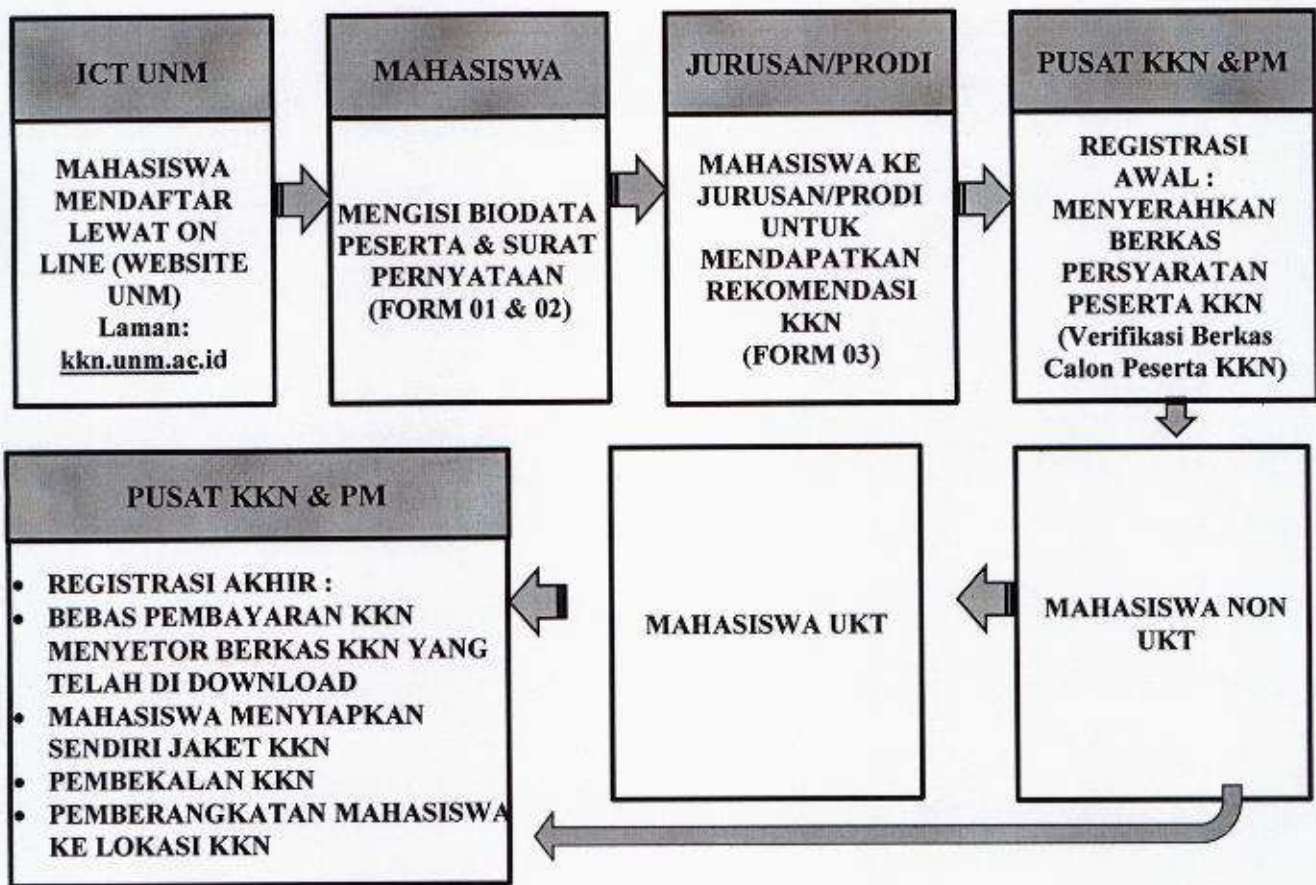 ICT UNM
MAHASISWA
MENDAFTAR
LEWAT ON
LINE (WEBSITE
UNM)
Laman:
kkn.unm.ac.id
MAHASISWA
MENGISI BIODATA
PESERTA & SURAT
PERNYATAAN
(FORM 01 & 02)
JURUSAN/PRODI
MAHASISWA KE
JURUSAN/PRODI
UNTUK
MENDAPATKAN
REKOMENDASI
KKN
(FORM 03)
PUSAT KKN &PM
REGISTRASI
AWAL :
MENYERAHKAN
BERKAS
PERSYARATAN
PESERTA KKN
(Verifikasi Berkas
Calon Peserta KKN)
MAHASISWA NON
UKT
MAHASISWA UKT
PUSAT KKN & PM
• REGISTRASI AKHIR :
• BEBAS PEMBAYARAN KKN
MENYETOR BERKAS KKN YANG
TELAH DI DOWNLOAD
• MAHASISWA MENYIAPKAN
SENDIRI JAKET KKN
• PEMBEKALAN KKN
• PEMBERANGKATAN MAHASISWA
KE LOKASI KKN